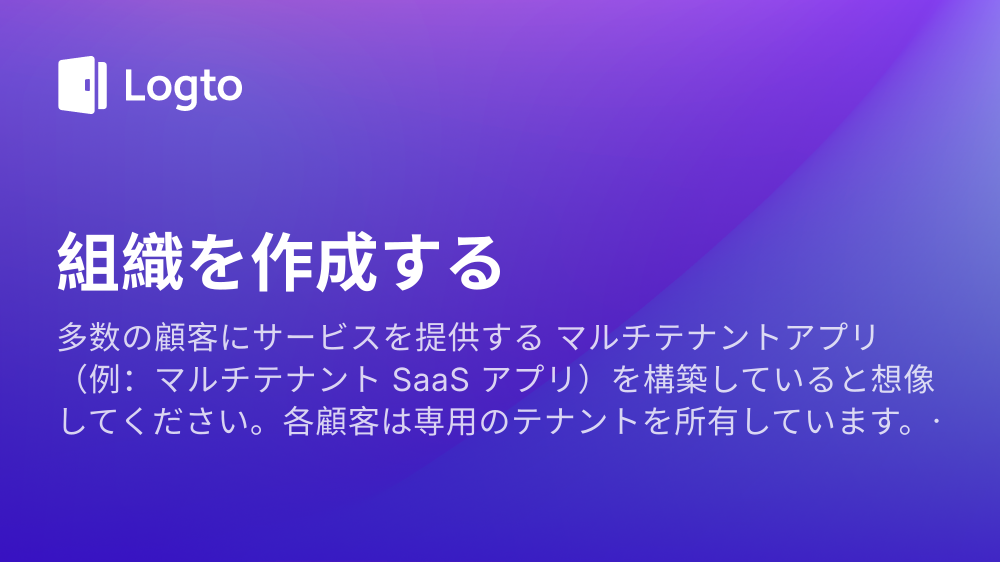 Logto
組織を作成する
多数の顧客にサービスを提供する マルチテナントアプリ
（例：マルチテナント SaaS アプリ）を構築していると想像
してください。各顧客は専用のテナントを所有しています。·